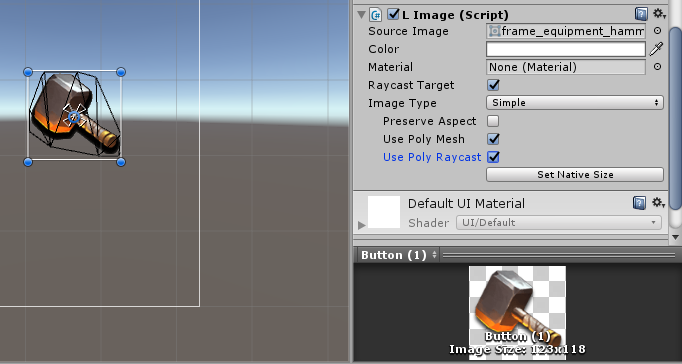 L Image (Script)
Source Image frame_equipment_hamm
Color
Material None (Material)
Raycast Target
Image Type Simple
Preserve Aspect
Use Poly Mesh
Use Poly Raycast
Set Native Size
Default UI Material
Shader UI/Default
Button (1)
Button (1)
Image Size: 123x118